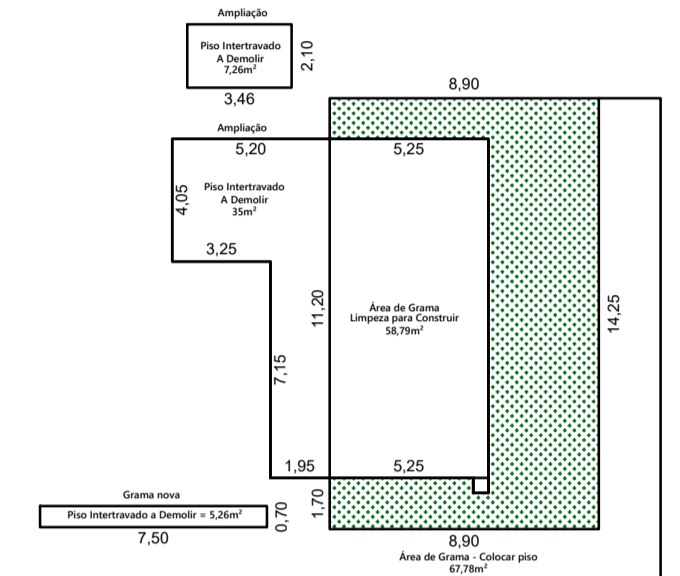 Ampliação
Piso Intertravado
A Demolir
7,26m²
2,10
3,46
8,90
Ampliação
5,20
5,25
4,05
Piso Intertravado
A Demolir
35m²
3,25
11,20
Área de Grama
Limpeza para Construir
58,79m²
14,25
7,15
1,95
5,25
Grama nova
Piso Intertravado a Demolir = 5,26m²
0,70
1,70
7,50
8,90
Área de Grama - Colocar piso
67,78m²